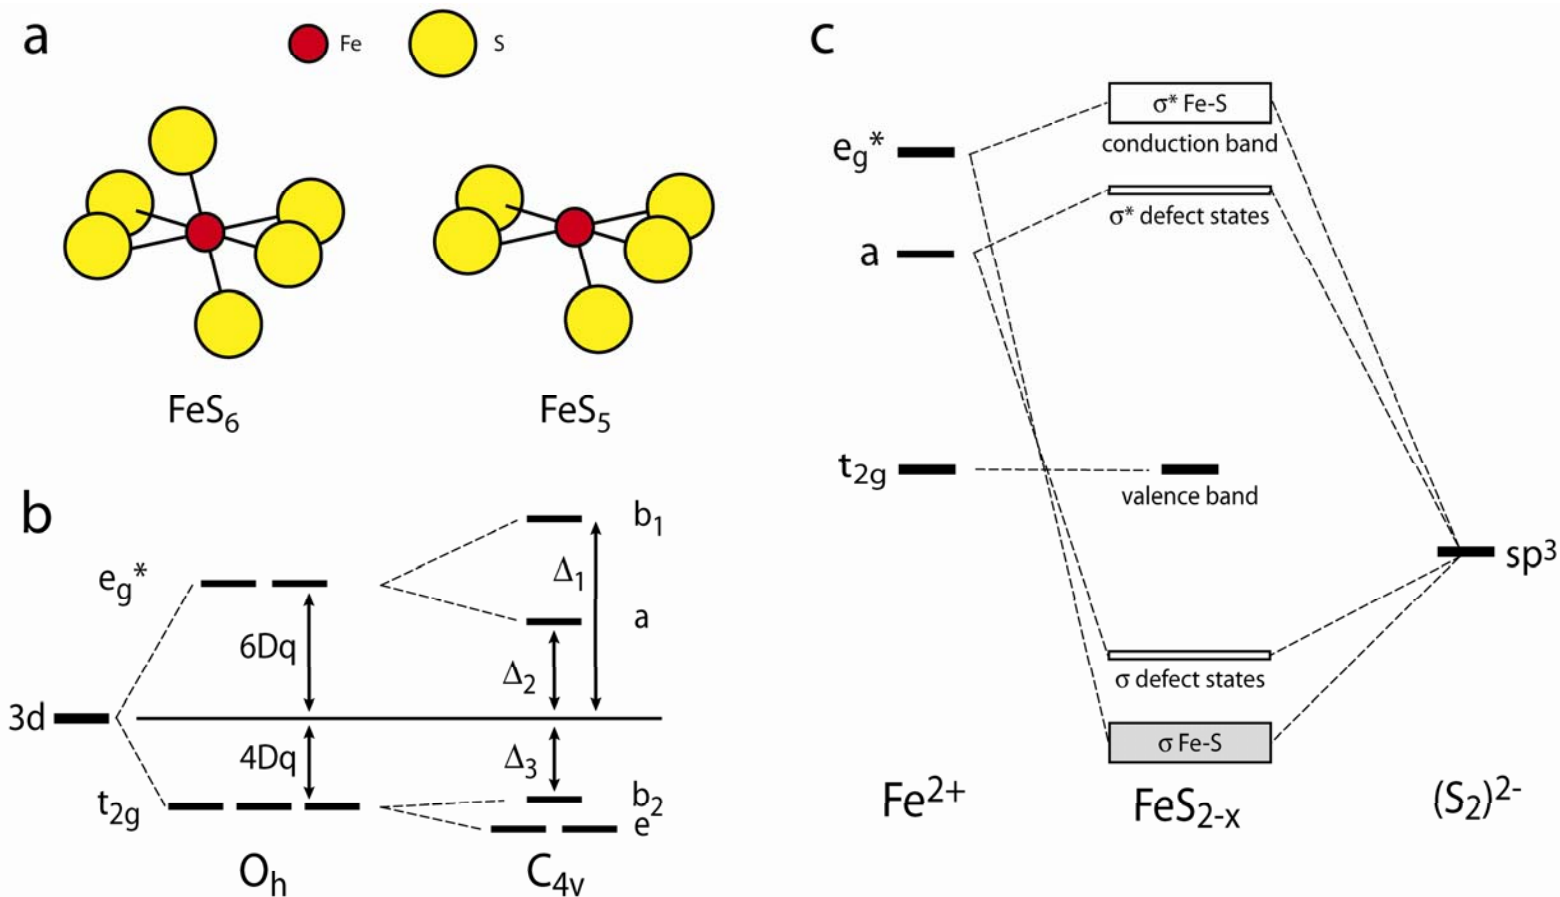 a
Fe
S
FeS6
FeS5
b
3d
eg*
6Dq
4Dq
t2g
Oh
b1
Δ1
a
Δ2
Δ3
b2
e
C4v
c
eg*
a
t2g
σ* Fe-S
conduction band
σ* defect states
valence band
sp3
σ defect states
σ Fe-S
Fe2+
FeS2-x
(S2)2-